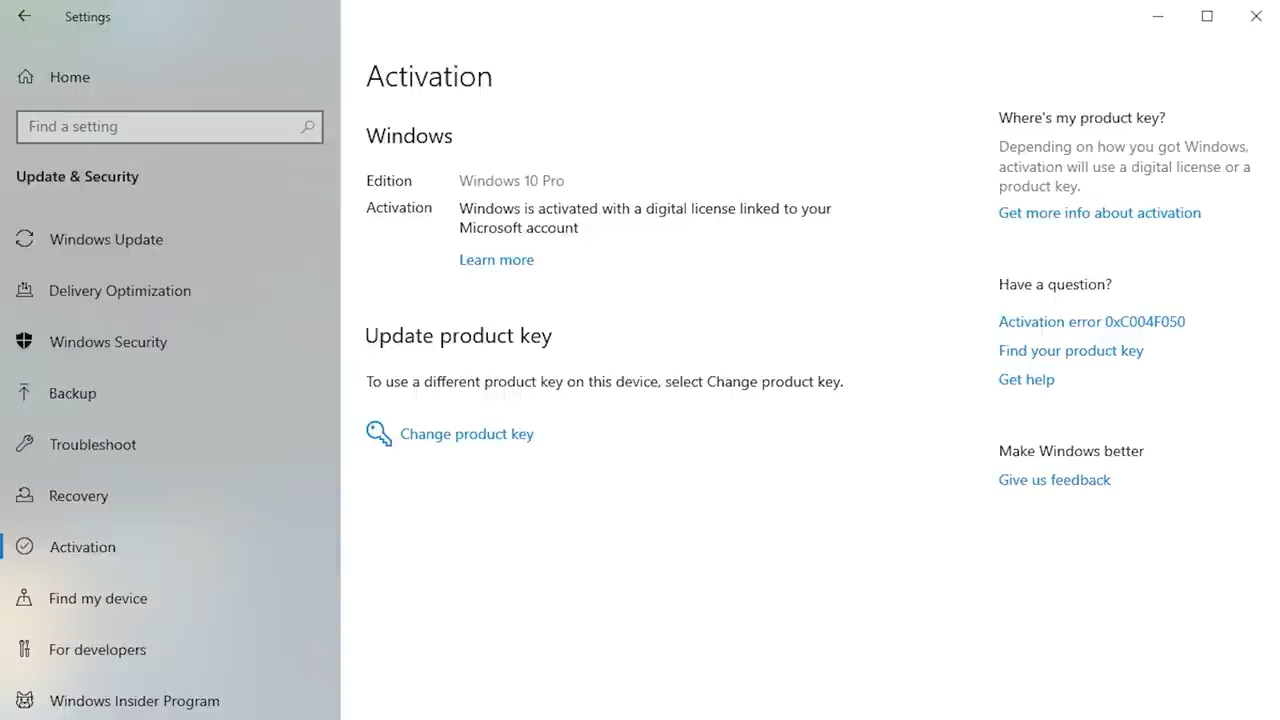 Settings
Home
Find a setting
Update & Security
Windows Update
Delivery Optimization
Windows Security
Backup
Troubleshoot
Recovery
Activation
Find my device
For developers
Windows Insider Program
Activation
Windows
Edition Windows 10 Pro
Activation Windows is activated with a digital license linked to your
Microsoft account
Learn more
Update product key
To use a different product key on this device, select Change product key.
Change product key
Where's my product key?
Depending on how you got Windows,
activation will use a digital license or a
product key.
Get more info about activation
Have a question?
Activation error 0xC004F050
Find your product key
Get help
Make Windows better
Give us feedback